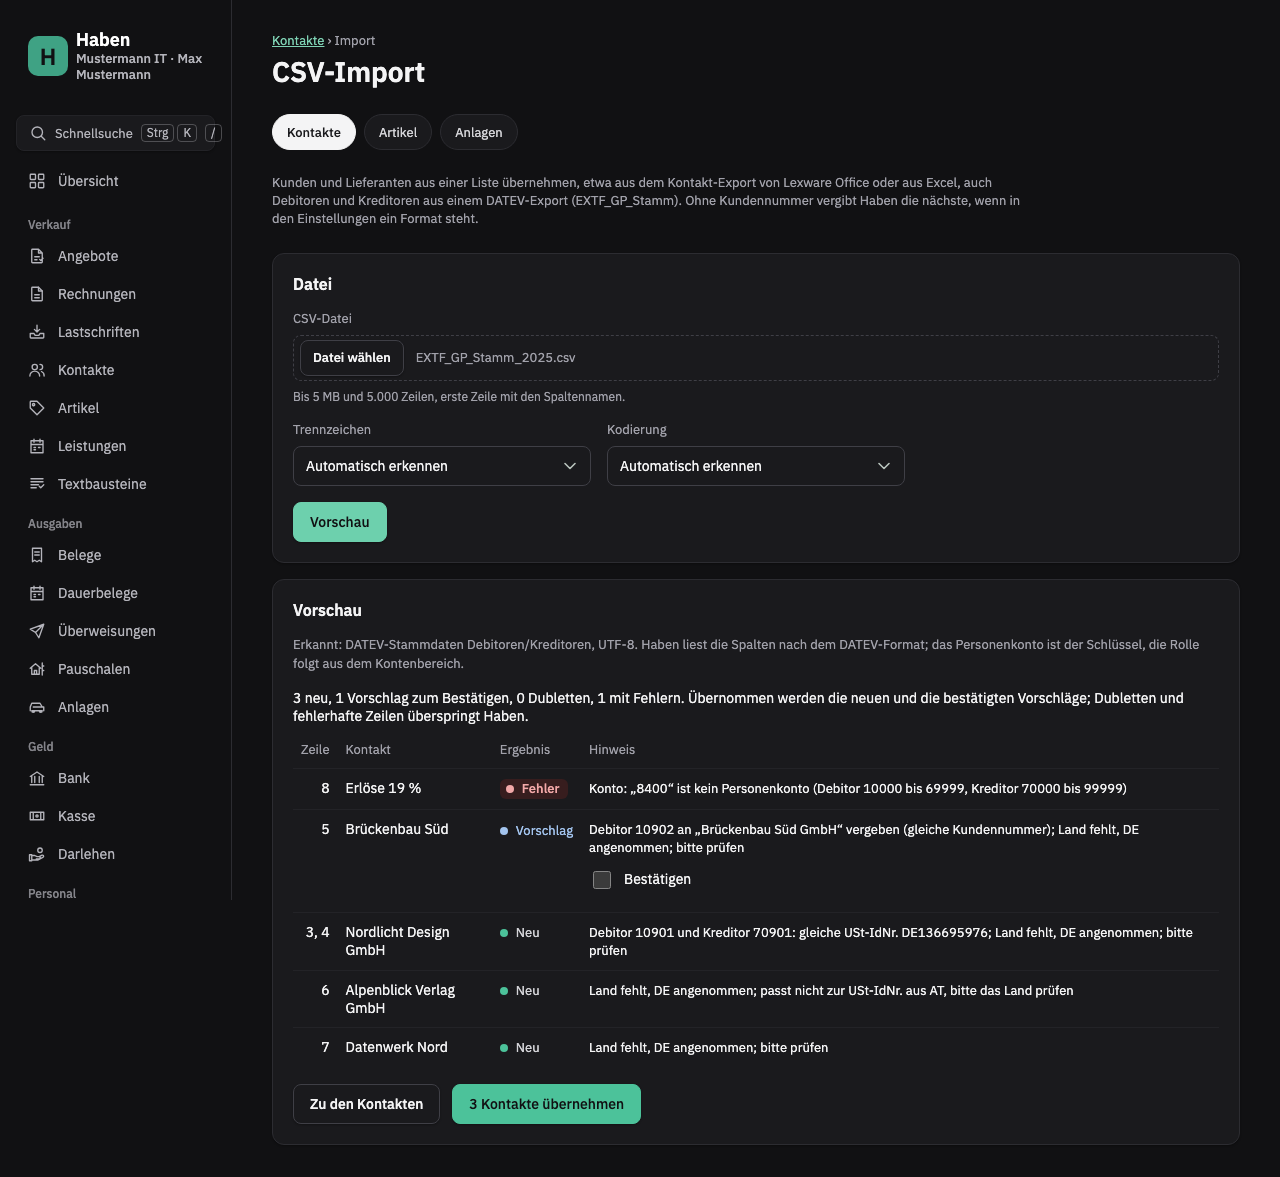 H
Haben
Mustermann IT · Max
Mustermann
Schnellsuche Strg K /
Übersicht
Verkauf
Angebote
Rechnungen
Lastschriften
Kontakte
Artikel
Leistungen
Textbausteine
Ausgaben
Belege
Dauerbelege
Überweisungen
Pauschalen
Anlagen
Geld
Bank
Kasse
Darlehen
Personal
Kontakte › Import
CSV-Import
Kontakte Artikel Anlagen
Kunden und Lieferanten aus einer Liste übernehmen, etwa aus dem Kontakt-Export von Lexware Office oder aus Excel, auch
Debitoren und Kreditoren aus einem DATEV-Export (EXTF_GP_Stamm). Ohne Kundennummer vergibt Haben die nächste, wenn in
den Einstellungen ein Format steht.
Datei
CSV-Datei
Datei wählen EXTF_GP_Stamm_2025.csv
Bis 5 MB und 5.000 Zeilen, erste Zeile mit den Spaltennamen.
Trennzeichen Kodierung
Automatisch erkennen Automatisch erkennen
Vorschau
Vorschau
Erkannt: DATEV-Stammdaten Debitoren/Kreditoren, UTF-8. Haben liest die Spalten nach dem DATEV-Format; das Personenkonto ist der Schlüssel, die Rolle
folgt aus dem Kontenbereich.
3 neu, 1 Vorschlag zum Bestätigen, 0 Dubletten, 1 mit Fehlern. Übernommen werden die neuen und die bestätigten Vorschläge; Dubletten und
fehlerhafte Zeilen überspringt Haben.
Zeile Kontakt Ergebnis Hinweis
8 Erlöse 19 % Fehler Konto: „8400“ ist kein Personenkonto (Debitor 10000 bis 69999, Kreditor 70000 bis 99999)
5 Brückenbau Süd Vorschlag Debitor 10902 an „Brückenbau Süd GmbH“ vergeben (gleiche Kundennummer); Land fehlt, DE
angenommen; bitte prüfen
Bestätigen
3, 4 Nordlicht Design Neu Debitor 10901 und Kreditor 70901: gleiche USt-IdNr. DE136695976; Land fehlt, DE angenommen; bitte
GmbH prüfen
6 Alpenblick Verlag Neu Land fehlt, DE angenommen; passt nicht zur USt-IdNr. aus AT, bitte das Land prüfen
GmbH
7 Datenwerk Nord Neu Land fehlt, DE angenommen; bitte prüfen
Zu den Kontakten 3 Kontakte übernehmen